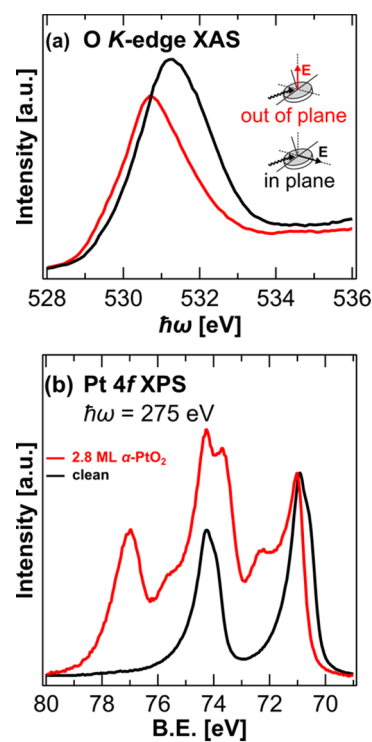 (a) O K-edge XAS
E
out of plane
E
in plane
Intensity [a.u.]
528 530 532 534 536
ħω [eV]
(b) Pt 4f XPS
ħω = 275 eV
2.8 ML α-PtO₂
clean
Intensity [a.u.]
80 78 76 74 72 70
B.E. [eV]